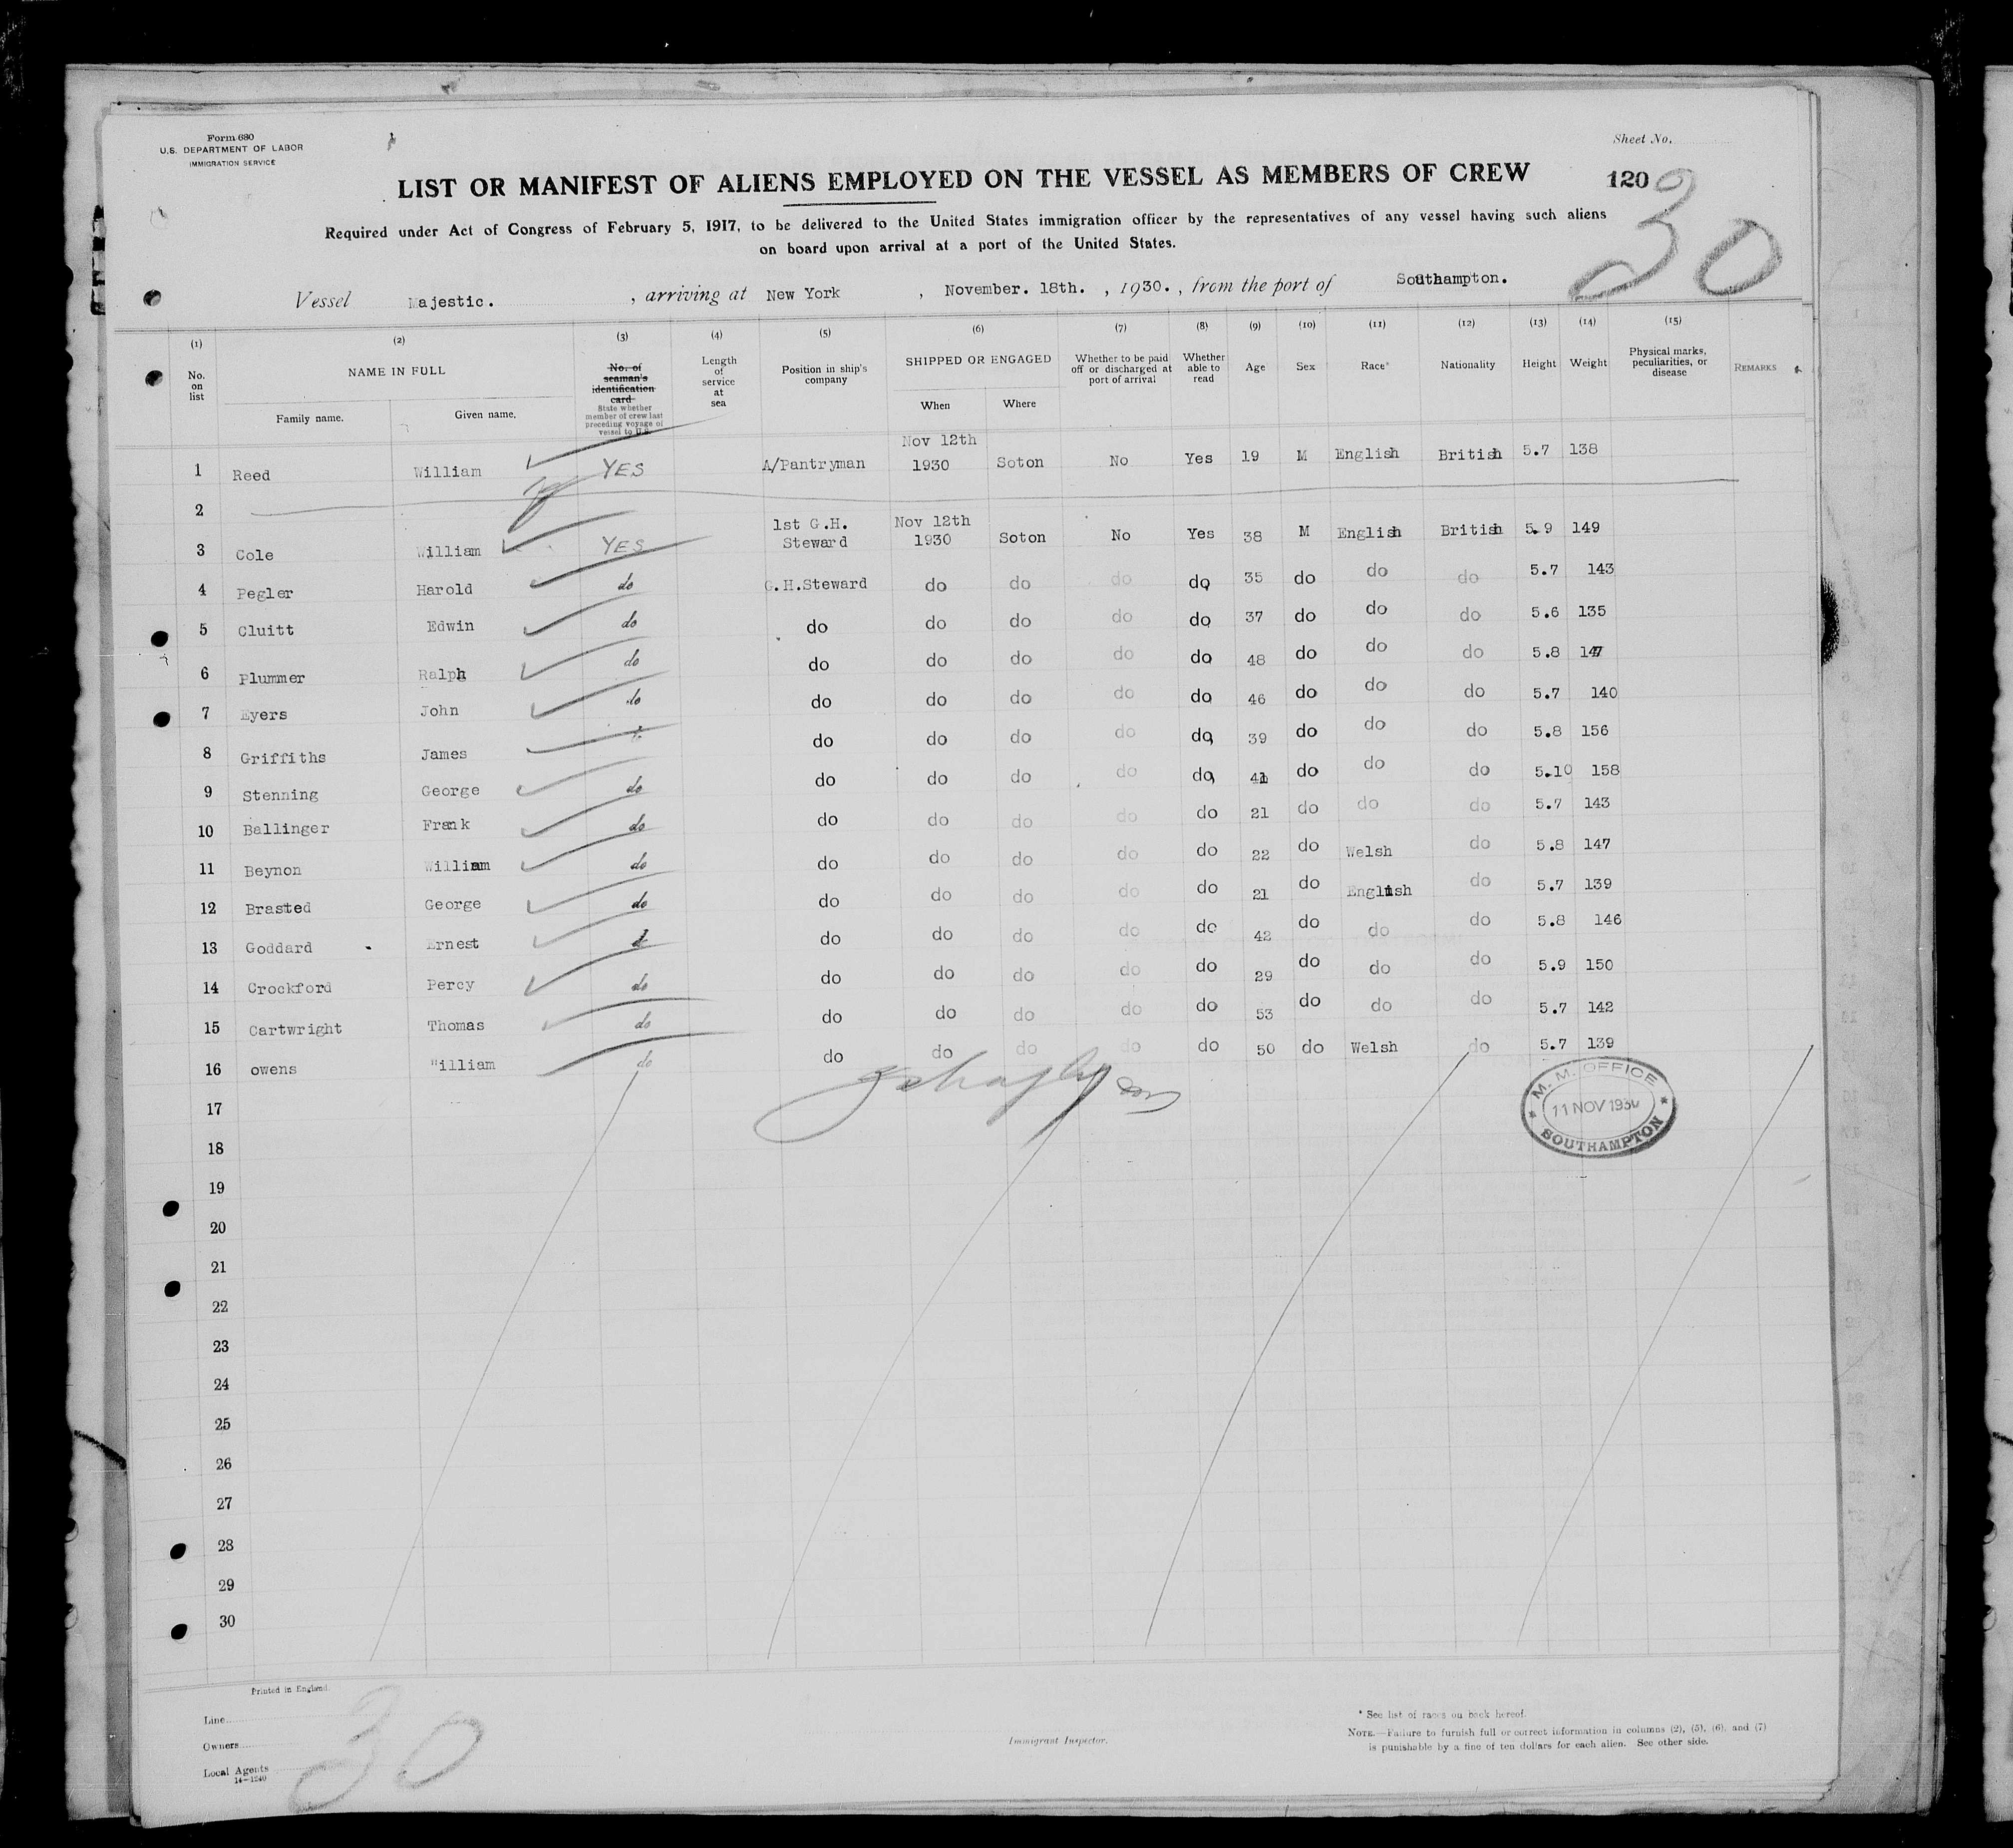 Form 680
U.S. DEPARTMENT OF LABOR
IMMIGRATION SERVICE
Sheet No.
LIST OR MANIFEST OF ALIENS EMPLOYED ON THE VESSEL AS MEMBERS OF CREW
120
30
Required under Act of Congress of February 5, 1917, to be delivered to the United States immigration officer by the representatives of any vessel having such aliens
on board upon arrival at a port of the United States.
Vessel Majestic. , arriving at New York , November. 18th. , 1930. , from the port of Southampton.
(1) (2) (3) (4) (5) (6) (7) (8) (9) (10) (11) (12) (13) (14) (15)
No. on list
NAME IN FULL
Family name. Given name.
No. of seaman's identification card
State whether member of crew last preceding voyage of vessel to U.S.
Length of service at sea
Position in ship's company
SHIPPED OR ENGAGED
When Where
Whether to be paid off or discharged at port of arrival
Whether able to read
Age Sex Race* Nationality Height Weight
Physical marks, peculiarities, or disease
REMARKS
1 Reed William YES A/Pantryman Nov 12th 1930 Soton No Yes 19 M English British 5.7 138
2
3 Cole William YES 1st G.H. Steward Nov 12th 1930 Soton No Yes 38 M English British 5.9 149
4 Pegler Harold do G.H.Steward do do do do 35 do do do 5.7 143
5 Cluitt Edwin do do do do do do 37 do do do 5.6 135
6 Plummer Ralph do do do do do do 48 do do do 5.8 147
7 Eyers John do do do do do do 46 do do do 5.7 140
8 Griffiths James do do do do do 39 do do do 5.8 156
9 Stenning George do do do do do do 41 do do do 5.10 158
10 Ballinger Frank do do do do do do 21 do do do 5.7 143
11 Beynon William do do do do do do 22 do Welsh do 5.8 147
12 Brasted George do do do do do do 21 do English do 5.7 139
13 Goddard Ernest do do do do do 42 do do do 5.8 146
14 Crockford Percy do do do do do do 29 do do do 5.9 150
15 Cartwright Thomas do do do do do do 53 do do do 5.7 142
16 owens "illiam do do do do do do 50 do Welsh do 5.7 139
M. M. OFFICE
11 NOV 1930
SOUTHAMPTON
17
18
19
20
21
22
23
24
25
26
27
28
29
30
Printed in England.
Line
Owners
Local Agents
14—1240
30
Immigrant Inspector.
* See list of races on back hereof.
NOTE.—Failure to furnish full or correct information in columns (2), (5), (6), and (7)
is punishable by a fine of ten dollars for each alien. See other side.